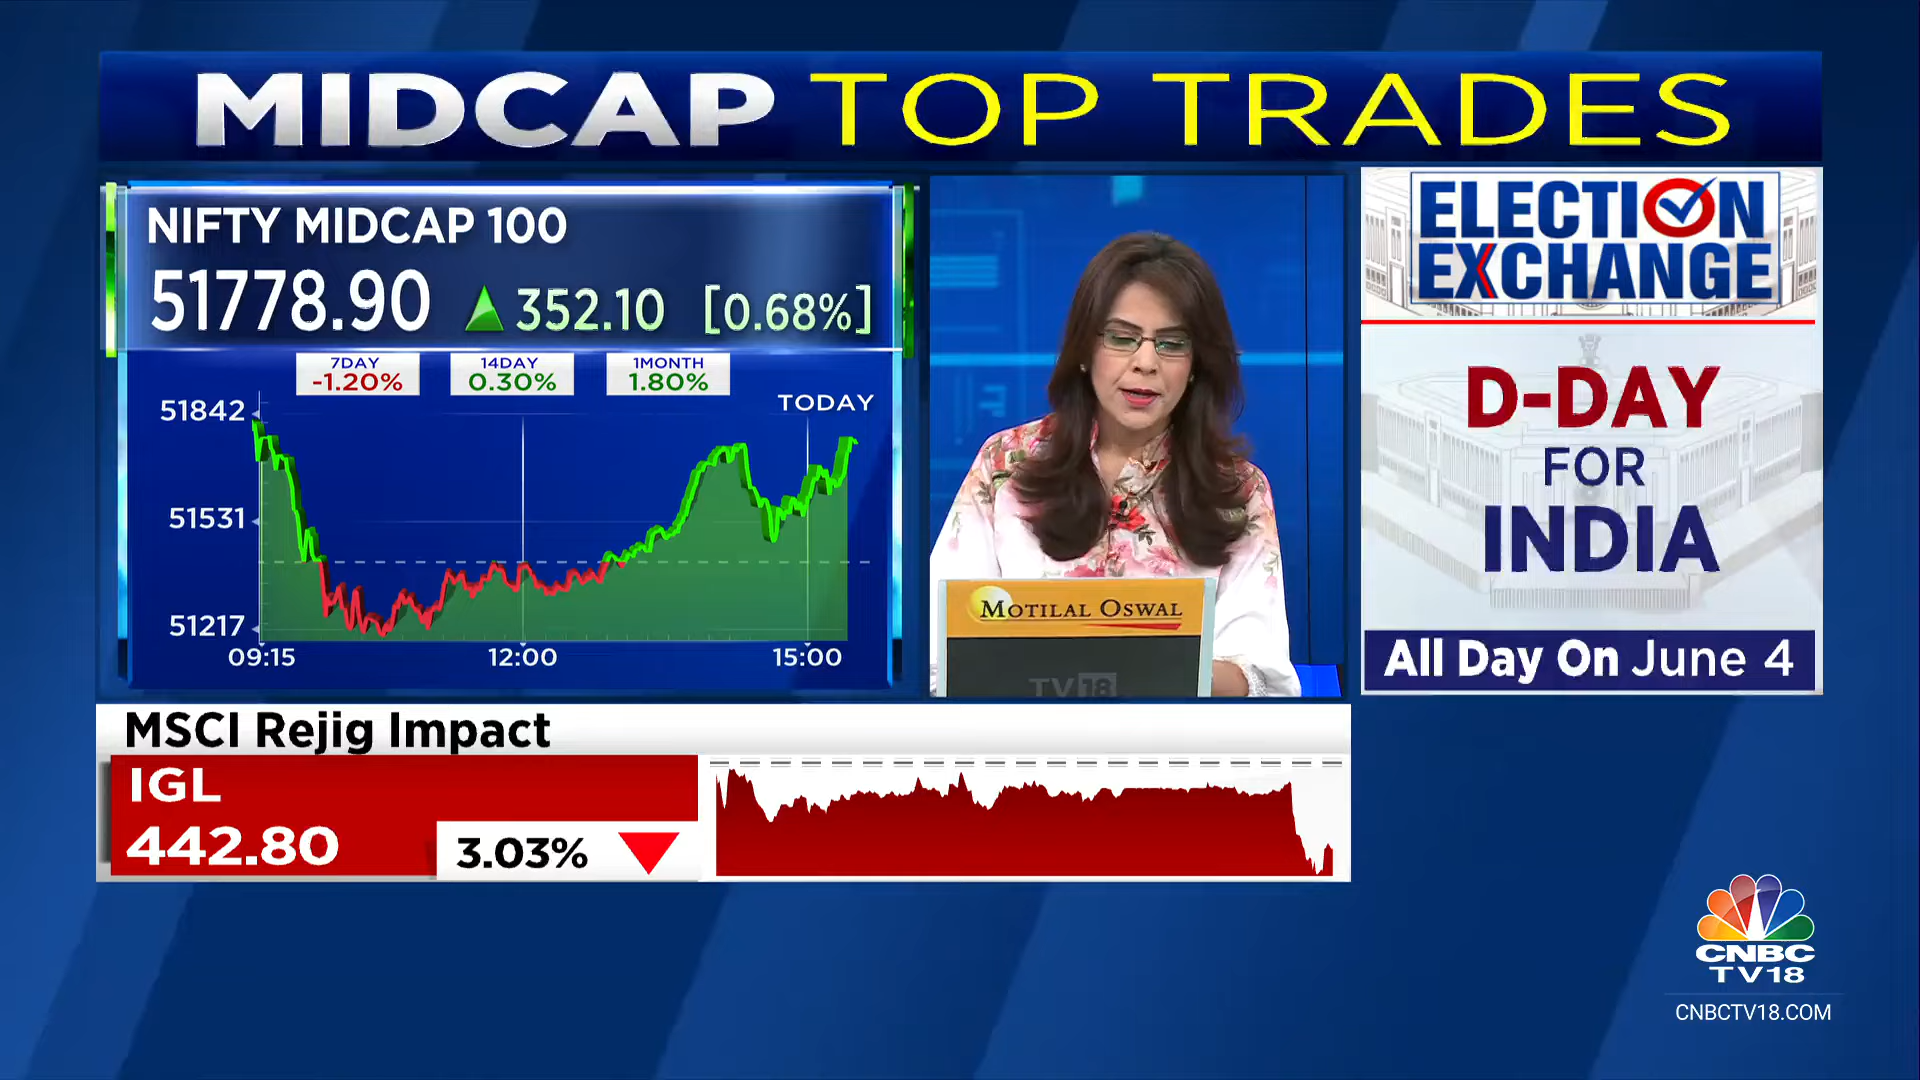 MIDCAP TOP TRADES
NIFTY MIDCAP 100
51778.90 352.10 [0.68%]
7DAY
-1.20%
14DAY
0.30%
1MONTH
1.80%
TODAY
51842
51531
51217
09:15 12:00 15:00
MOTILAL OSWAL
TV18
ELECTION
EXCHANGE
D-DAY
FOR
INDIA
All Day On June 4
MSCI Rejig Impact
IGL
442.80
3.03%
CNBC
TV18
CNBCTV18.COM